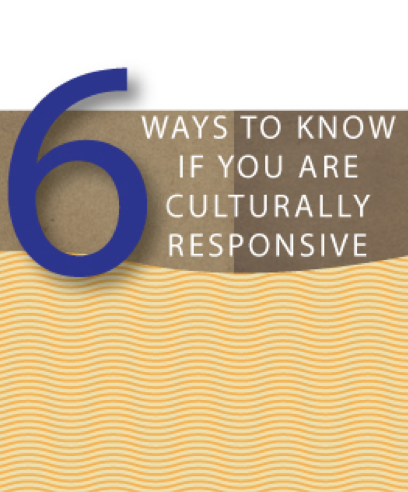 6
WAYS TO KNOW
IF YOU ARE
CULTURALLY
RESPONSIVE